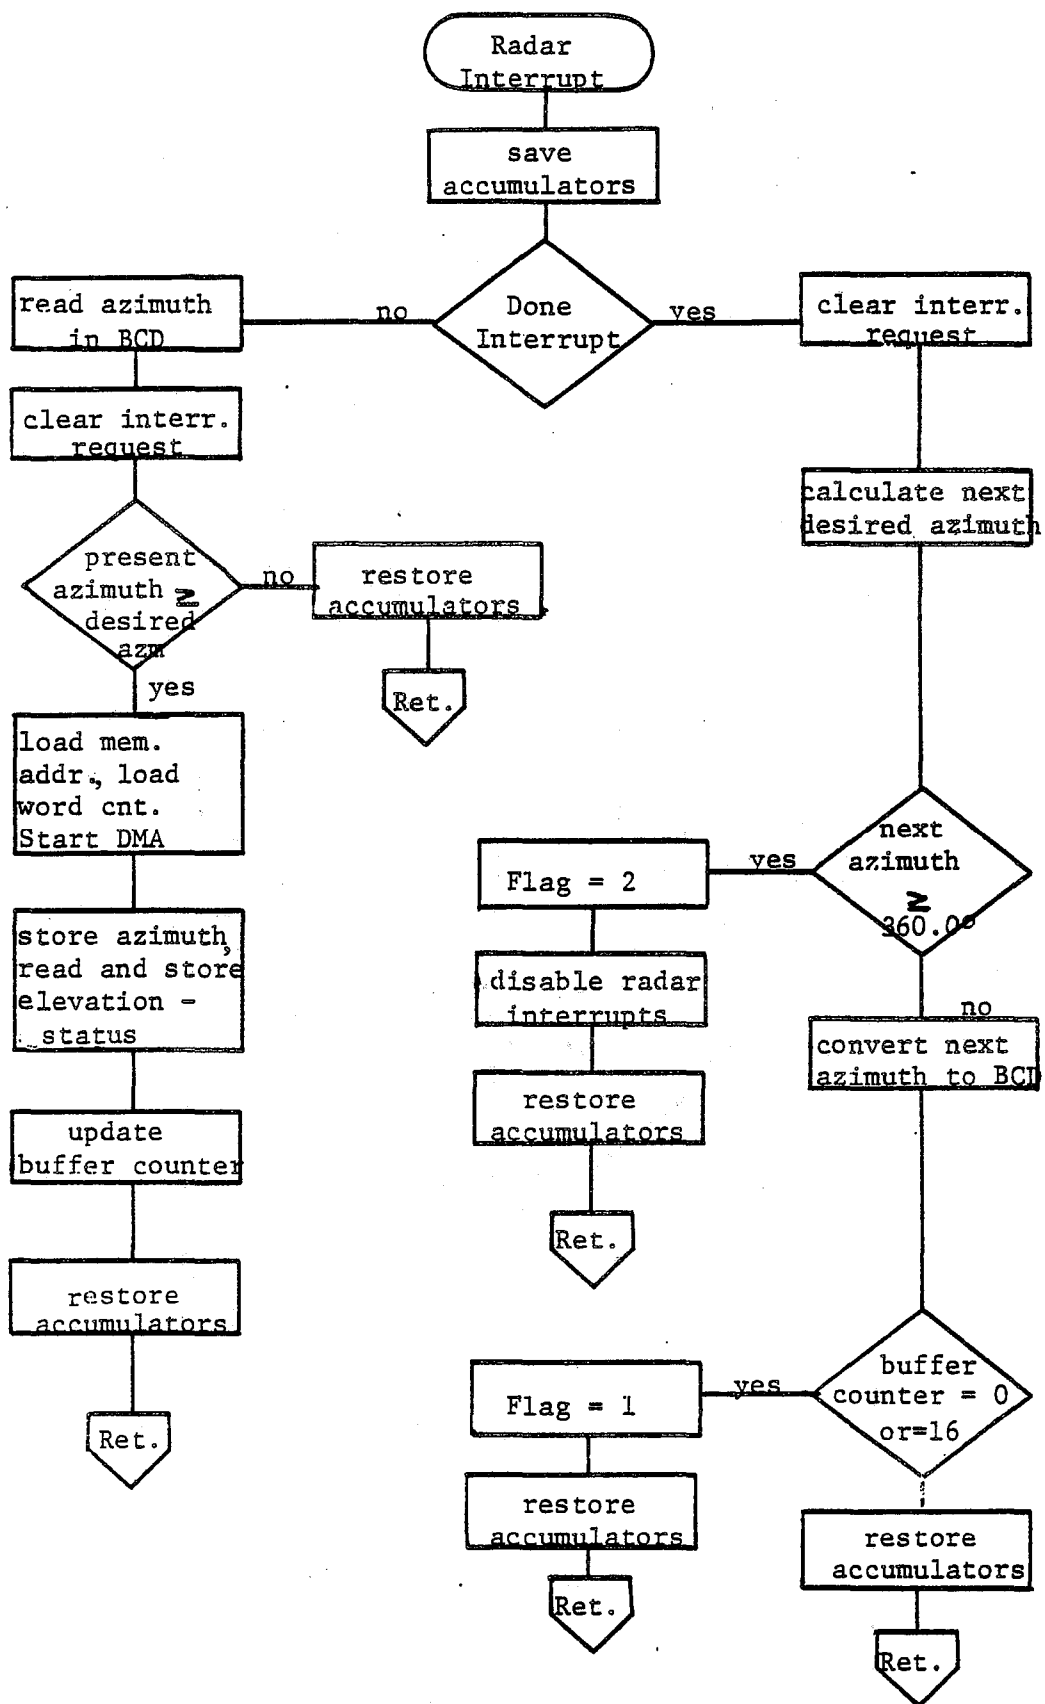 Radar
Interrupt
save
accumulators
Done
Interrupt
no
yes
read azimuth
in BCD
clear interr.
request
present
azimuth ≥
desired
azm
no
restore
accumulators
Ret.
yes
load mem.
addr., load
word cnt.
Start DMA
store azimuth,
read and store
elevation -
status
update
buffer counter
restore
accumulators
Ret.
clear interr.
request
calculate next
desired azimuth
next
azimuth
≥
360.0°
yes
Flag = 2
disable radar
interrupts
restore
accumulators
Ret.
no
convert next
azimuth to BCD
buffer
counter = 0
or=16
yes
Flag = 1
restore
accumulators
Ret.
restore
accumulators
Ret.